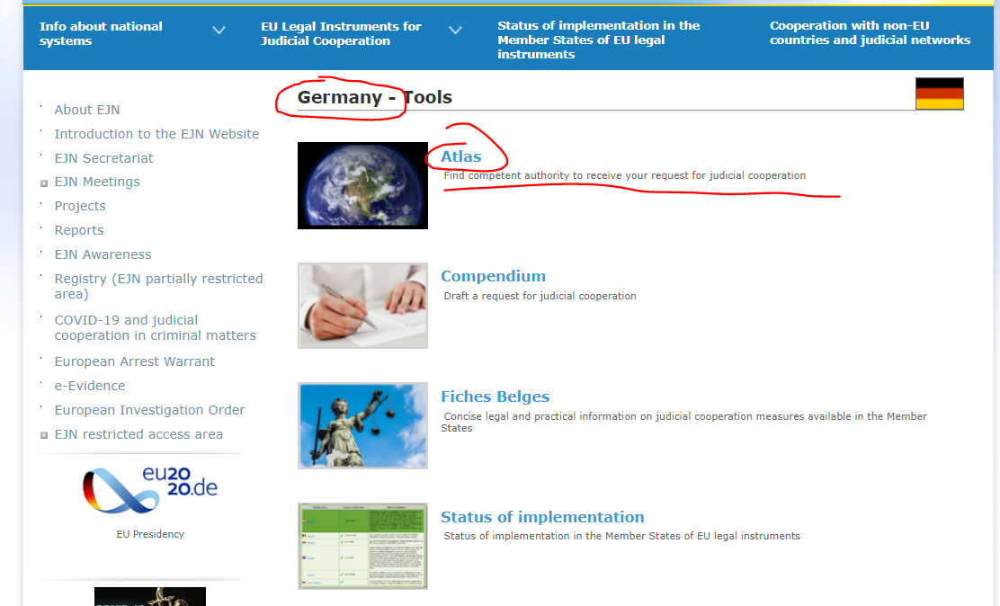 Info about national
systems
EU Legal Instruments for
Judicial Cooperation
Status of implementation in the
Member States of EU legal
instruments
Cooperation with non-EU
countries and judicial networks
Germany - Tools
About EJN
Introduction to the EJN Website
EJN Secretariat
EJN Meetings
Projects
Reports
EJN Awareness
Registry (EJN partially restricted
area)
COVID-19 and judicial
cooperation in criminal matters
European Arrest Warrant
e-Evidence
European Investigation Order
EJN restricted access area
eu20
20.de
EU Presidency
Atlas
Find competent authority to receive your request for judicial cooperation
Compendium
Draft a request for judicial cooperation
Fiches Belges
Concise legal and practical information on judicial cooperation measures available in the Member
States
Status of implementation
Status of implementation in the Member States of EU legal instruments